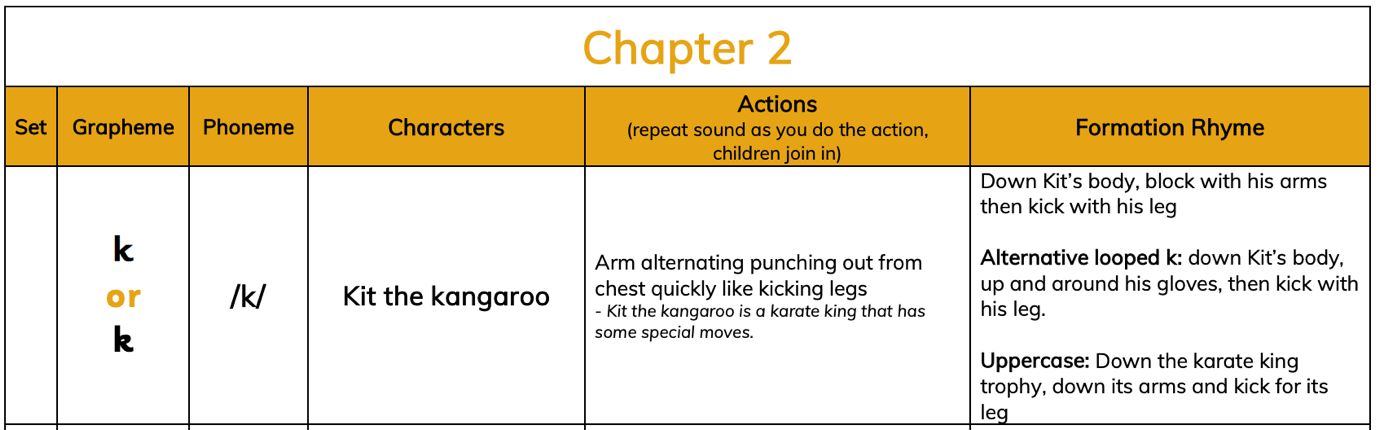 Chapter 2
Set
Grapheme
Phoneme
Characters
Actions
(repeat sound as you do the action,
children join in)
Formation Rhyme
k
or
k
/k/
Kit the kangaroo
Arm alternating punching out from
chest quickly like kicking legs
- Kit the kangaroo is a karate king that has
some special moves.
Down Kit’s body, block with his arms
then kick with his leg
Alternative looped k: down Kit’s body,
up and around his gloves, then kick with
his leg.
Uppercase: Down the karate king
trophy, down its arms and kick for its
leg